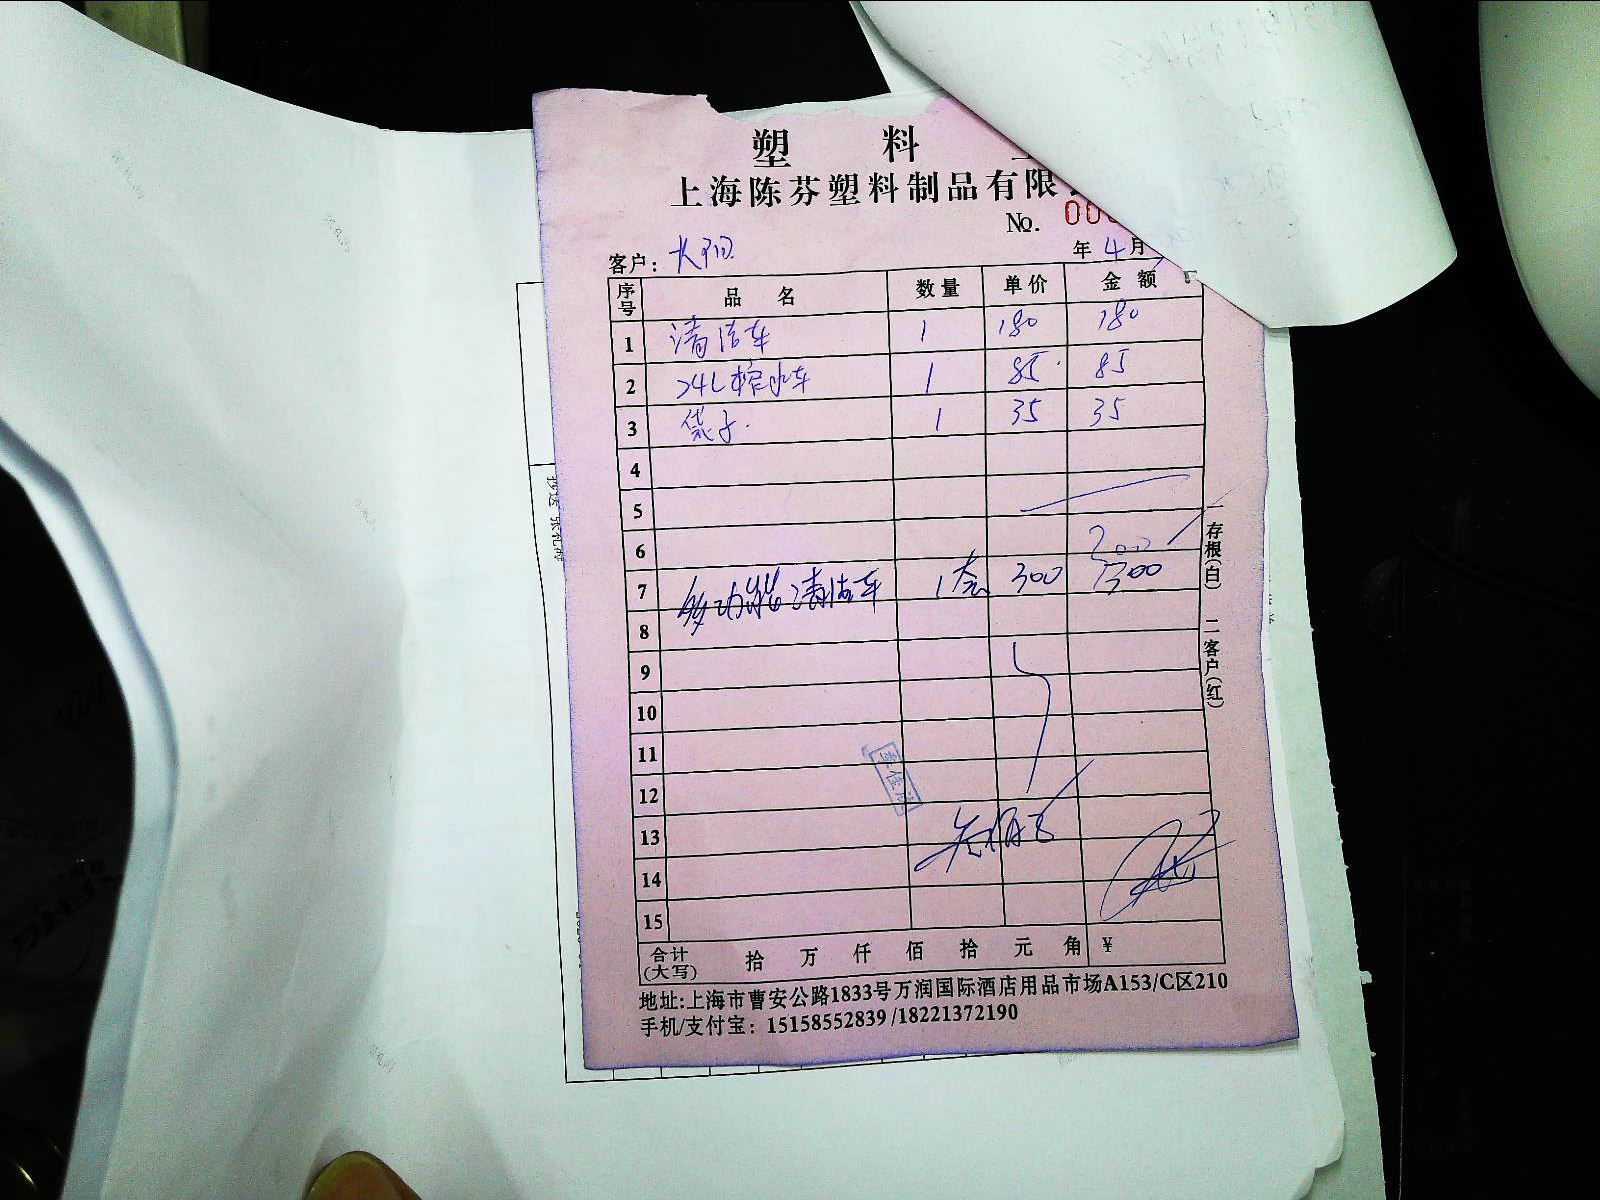 塑 料
上海陈芬塑料制品有限
No. 000
客户: 大阳 年 4 月
序号 品 名 数量 单价 金 额
1 清洁车 1 180 180
2 24L榨水车 1 85 85
3 袋子 1 35 35
4
5
6 300
7 多功能清洁车 1套 300 300
8
9
10
11
12
13
14
15
合计(大写) 拾 万 仟 佰 拾 元 角 ¥
地址:上海市曹安公路1833号万润国际酒店用品市场A153/C区210
手机/支付宝: 15158552839/18221372190
一存根(白) 二客户(红)
抄送